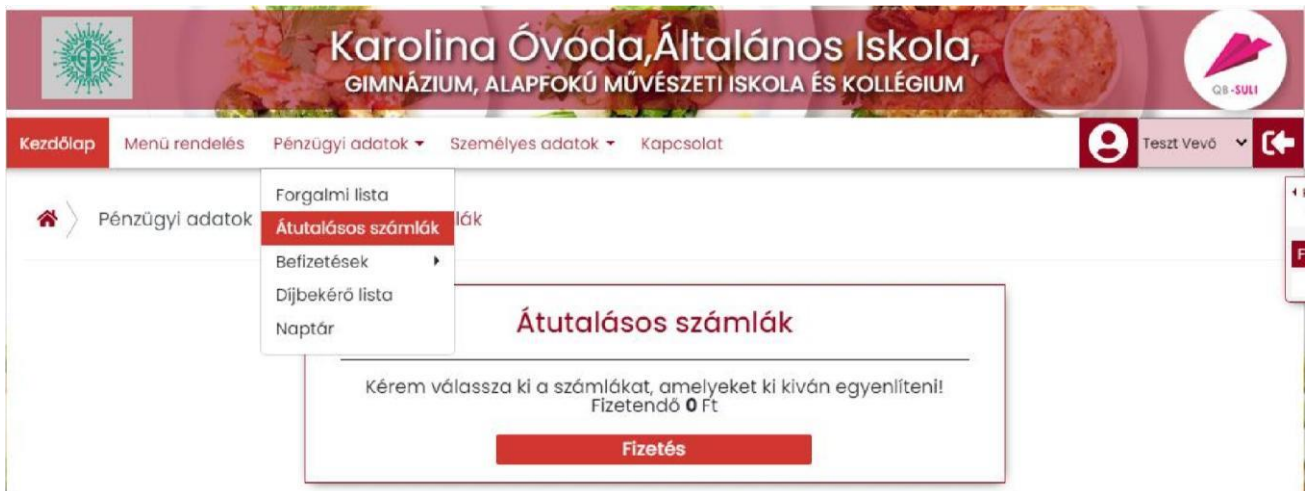 Karolina Óvoda,Általános Iskola,
GIMNÁZIUM, ALAPFOKÚ MŰVÉSZETI ISKOLA ÉS KOLLÉGIUM
QB-SULI
Kezdőlap Menü rendelés Pénzügyi adatok Személyes adatok Kapcsolat Teszt Vevő
Forgalmi lista
Pénzügyi adatok
Átutalásos számlák
Befizetések
Díjbekérő lista
Naptár
Átutalásos számlák
Kérem válassza ki a számlákat, amelyeket ki kiván egyenlíteni!
Fizetendő 0 Ft
Fizetés